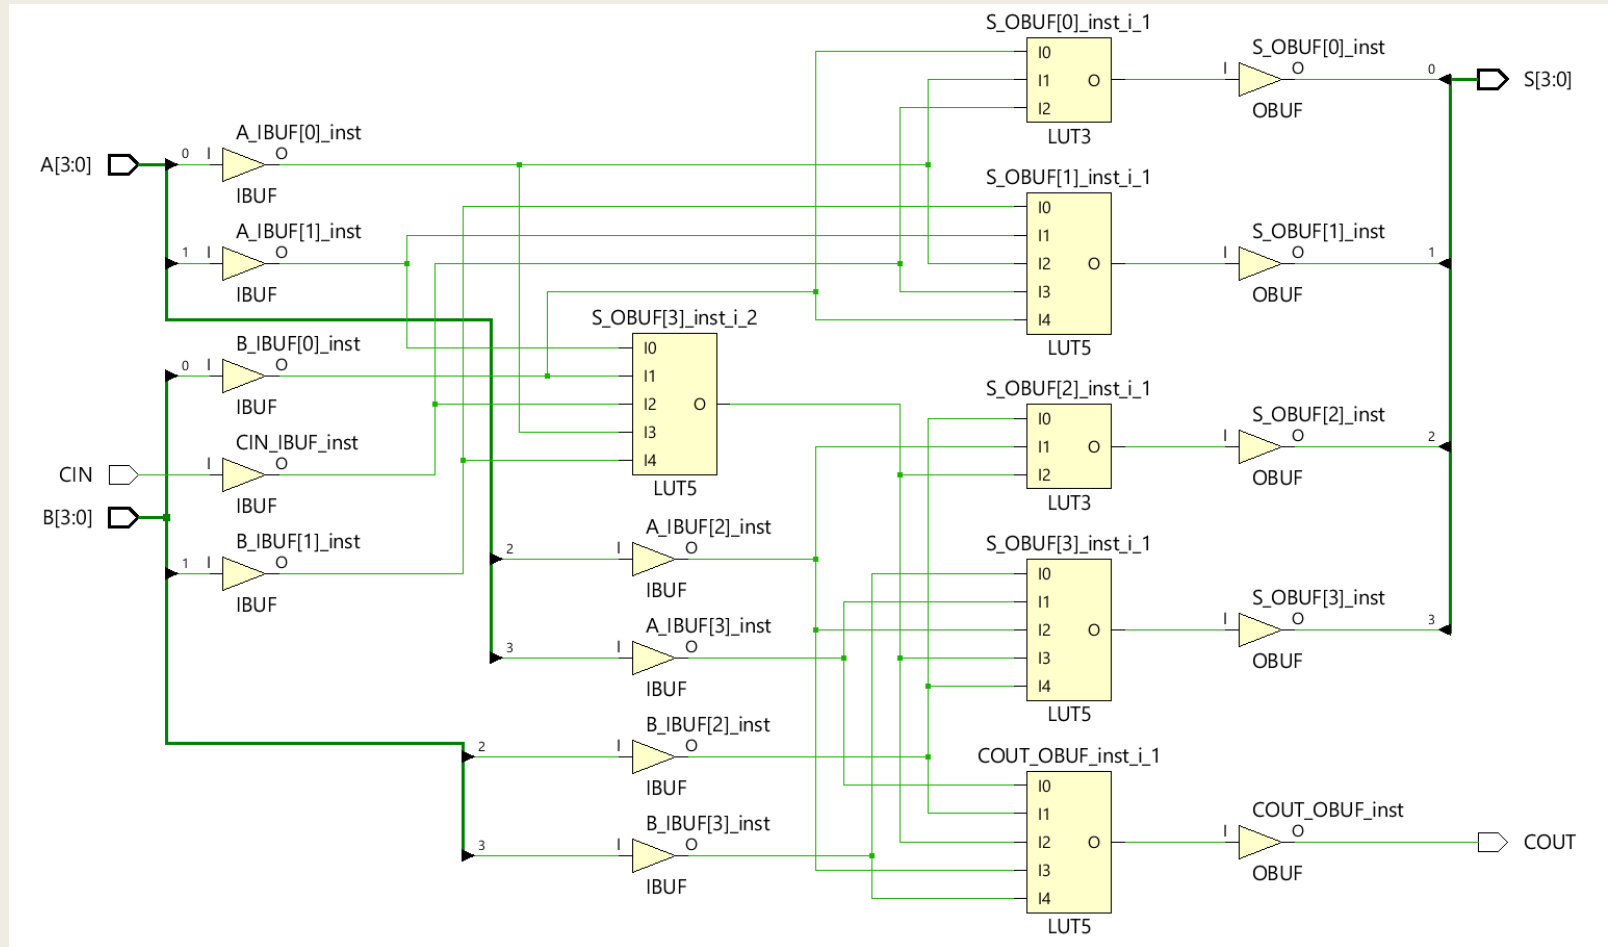 S_OBUF[0]_inst_i_1
I0
I1
I2
O
LUT3
S_OBUF[0]_inst
I
O
OBUF
0
S[3:0]
A[3:0]
0
I
A_IBUF[0]_inst
O
IBUF
1
I
A_IBUF[1]_inst
O
IBUF
S_OBUF[1]_inst_i_1
I0
I1
I2
I3
I4
O
LUT5
S_OBUF[1]_inst
I
O
OBUF
1
0
I
B_IBUF[0]_inst
O
IBUF
CIN
I
CIN_IBUF_inst
O
IBUF
B[3:0]
1
I
B_IBUF[1]_inst
O
IBUF
S_OBUF[3]_inst_i_2
I0
I1
I2
I3
I4
O
LUT5
S_OBUF[2]_inst_i_1
I0
I1
I2
O
LUT3
S_OBUF[2]_inst
I
O
OBUF
2
2
I
A_IBUF[2]_inst
O
IBUF
3
I
A_IBUF[3]_inst
O
IBUF
S_OBUF[3]_inst_i_1
I0
I1
I2
I3
I4
O
LUT5
S_OBUF[3]_inst
I
O
OBUF
3
2
I
B_IBUF[2]_inst
O
IBUF
3
I
B_IBUF[3]_inst
O
IBUF
COUT_OBUF_inst_i_1
I0
I1
I2
I3
I4
O
LUT5
COUT_OBUF_inst
I
O
OBUF
COUT